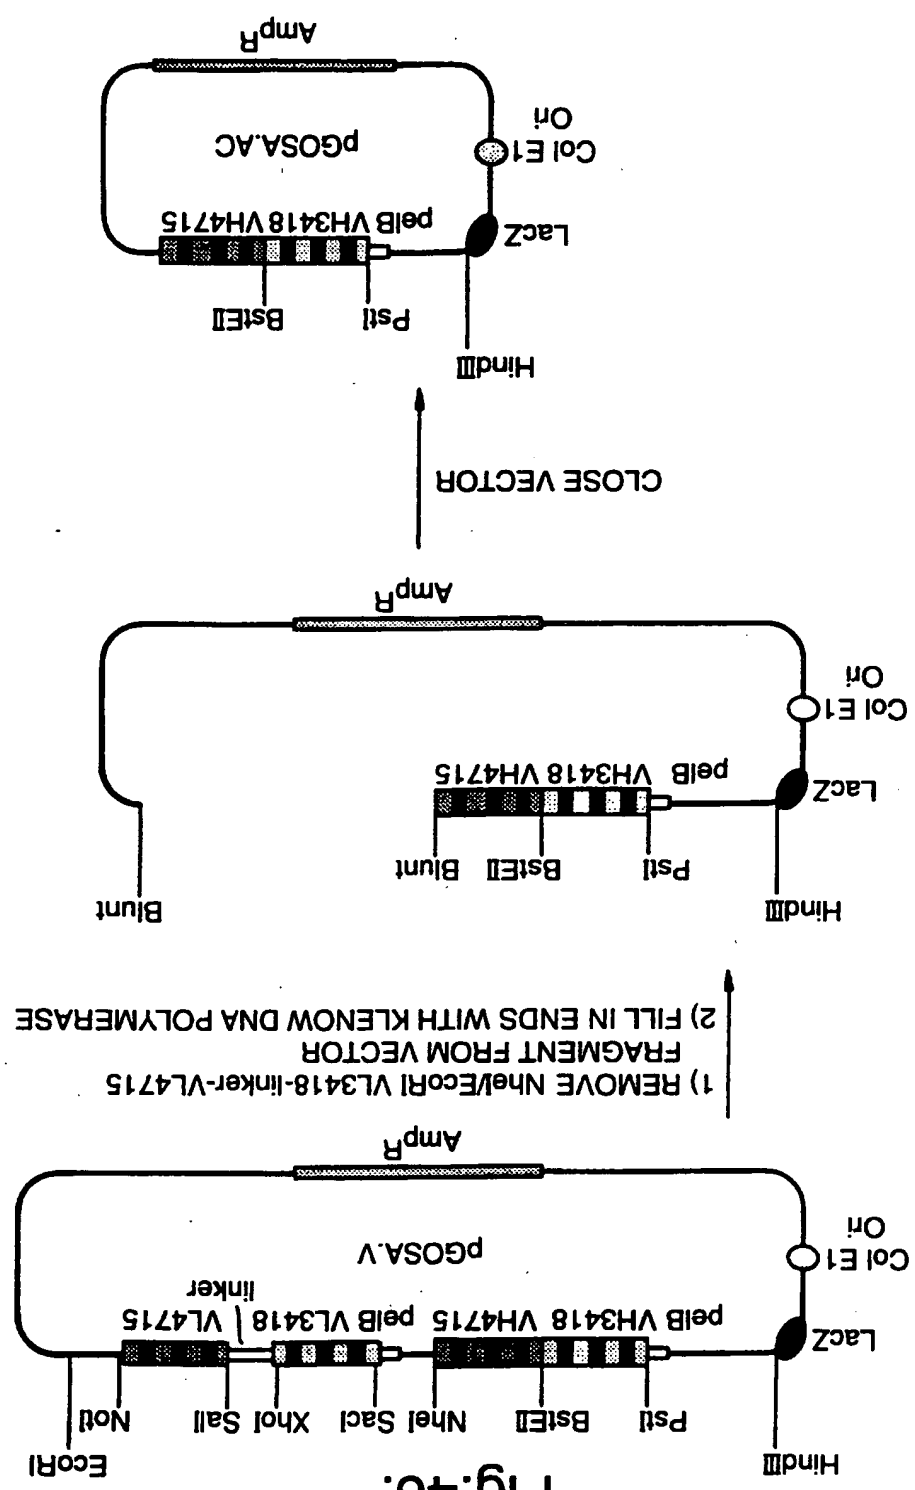 EcoRI
HindIII
PstI BstEII NheI SacI XhoI SalI NotI
LacZ
pelB VH3418 VH4715 pelB VL3418 linker VL4715
Col E1
Ori
pGOSA.V
AmpR
1) REMOVE NheI/EcoRI VL3418-linker-VL4715
FRAGMENT FROM VECTOR
2) FILL IN ENDS WITH KLENOW DNA POLYMERASE
HindIII
Blunt
PstI BstEII Blunt
LacZ
pelB VH3418 VH4715
Col E1
Ori
AmpR
CLOSE VECTOR
HindIII
PstI BstEII
LacZ
pelB VH3418 VH4715
Col E1
Ori
pGOSA.AC
AmpR